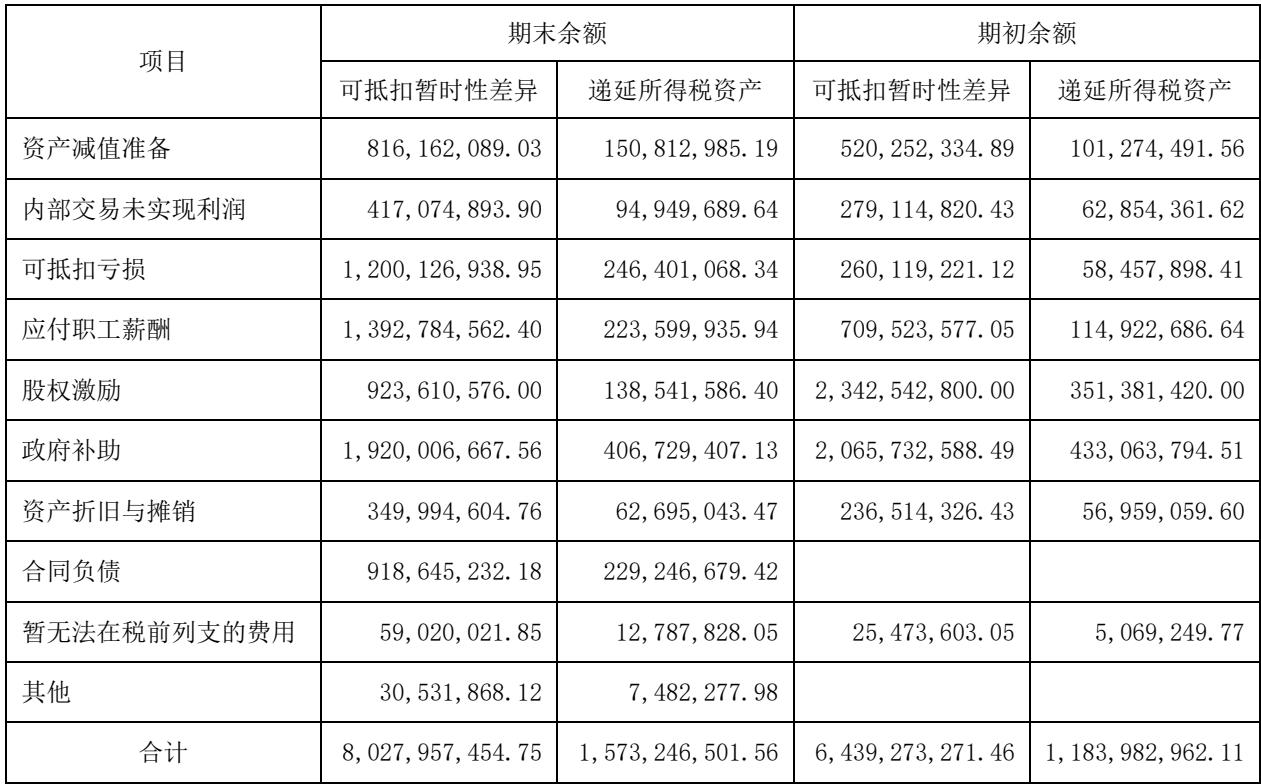 项目 期末余额 期初余额
可抵扣暂时性差异 递延所得税资产 可抵扣暂时性差异 递延所得税资产
资产减值准备 816,162,089.03 150,812,985.19 520,252,334.89 101,274,491.56
内部交易未实现利润 417,074,893.90 94,949,689.64 279,114,820.43 62,854,361.62
可抵扣亏损 1,200,126,938.95 246,401,068.34 260,119,221.12 58,457,898.41
应付职工薪酬 1,392,784,562.40 223,599,935.94 709,523,577.05 114,922,686.64
股权激励 923,610,576.00 138,541,586.40 2,342,542,800.00 351,381,420.00
政府补助 1,920,006,667.56 406,729,407.13 2,065,732,588.49 433,063,794.51
资产折旧与摊销 349,994,604.76 62,695,043.47 236,514,326.43 56,959,059.60
合同负债 918,645,232.18 229,246,679.42
暂无法在税前列支的费用 59,020,021.85 12,787,828.05 25,473,603.05 5,069,249.77
其他 30,531,868.12 7,482,277.98
合计 8,027,957,454.75 1,573,246,501.56 6,439,273,271.46 1,183,982,962.11